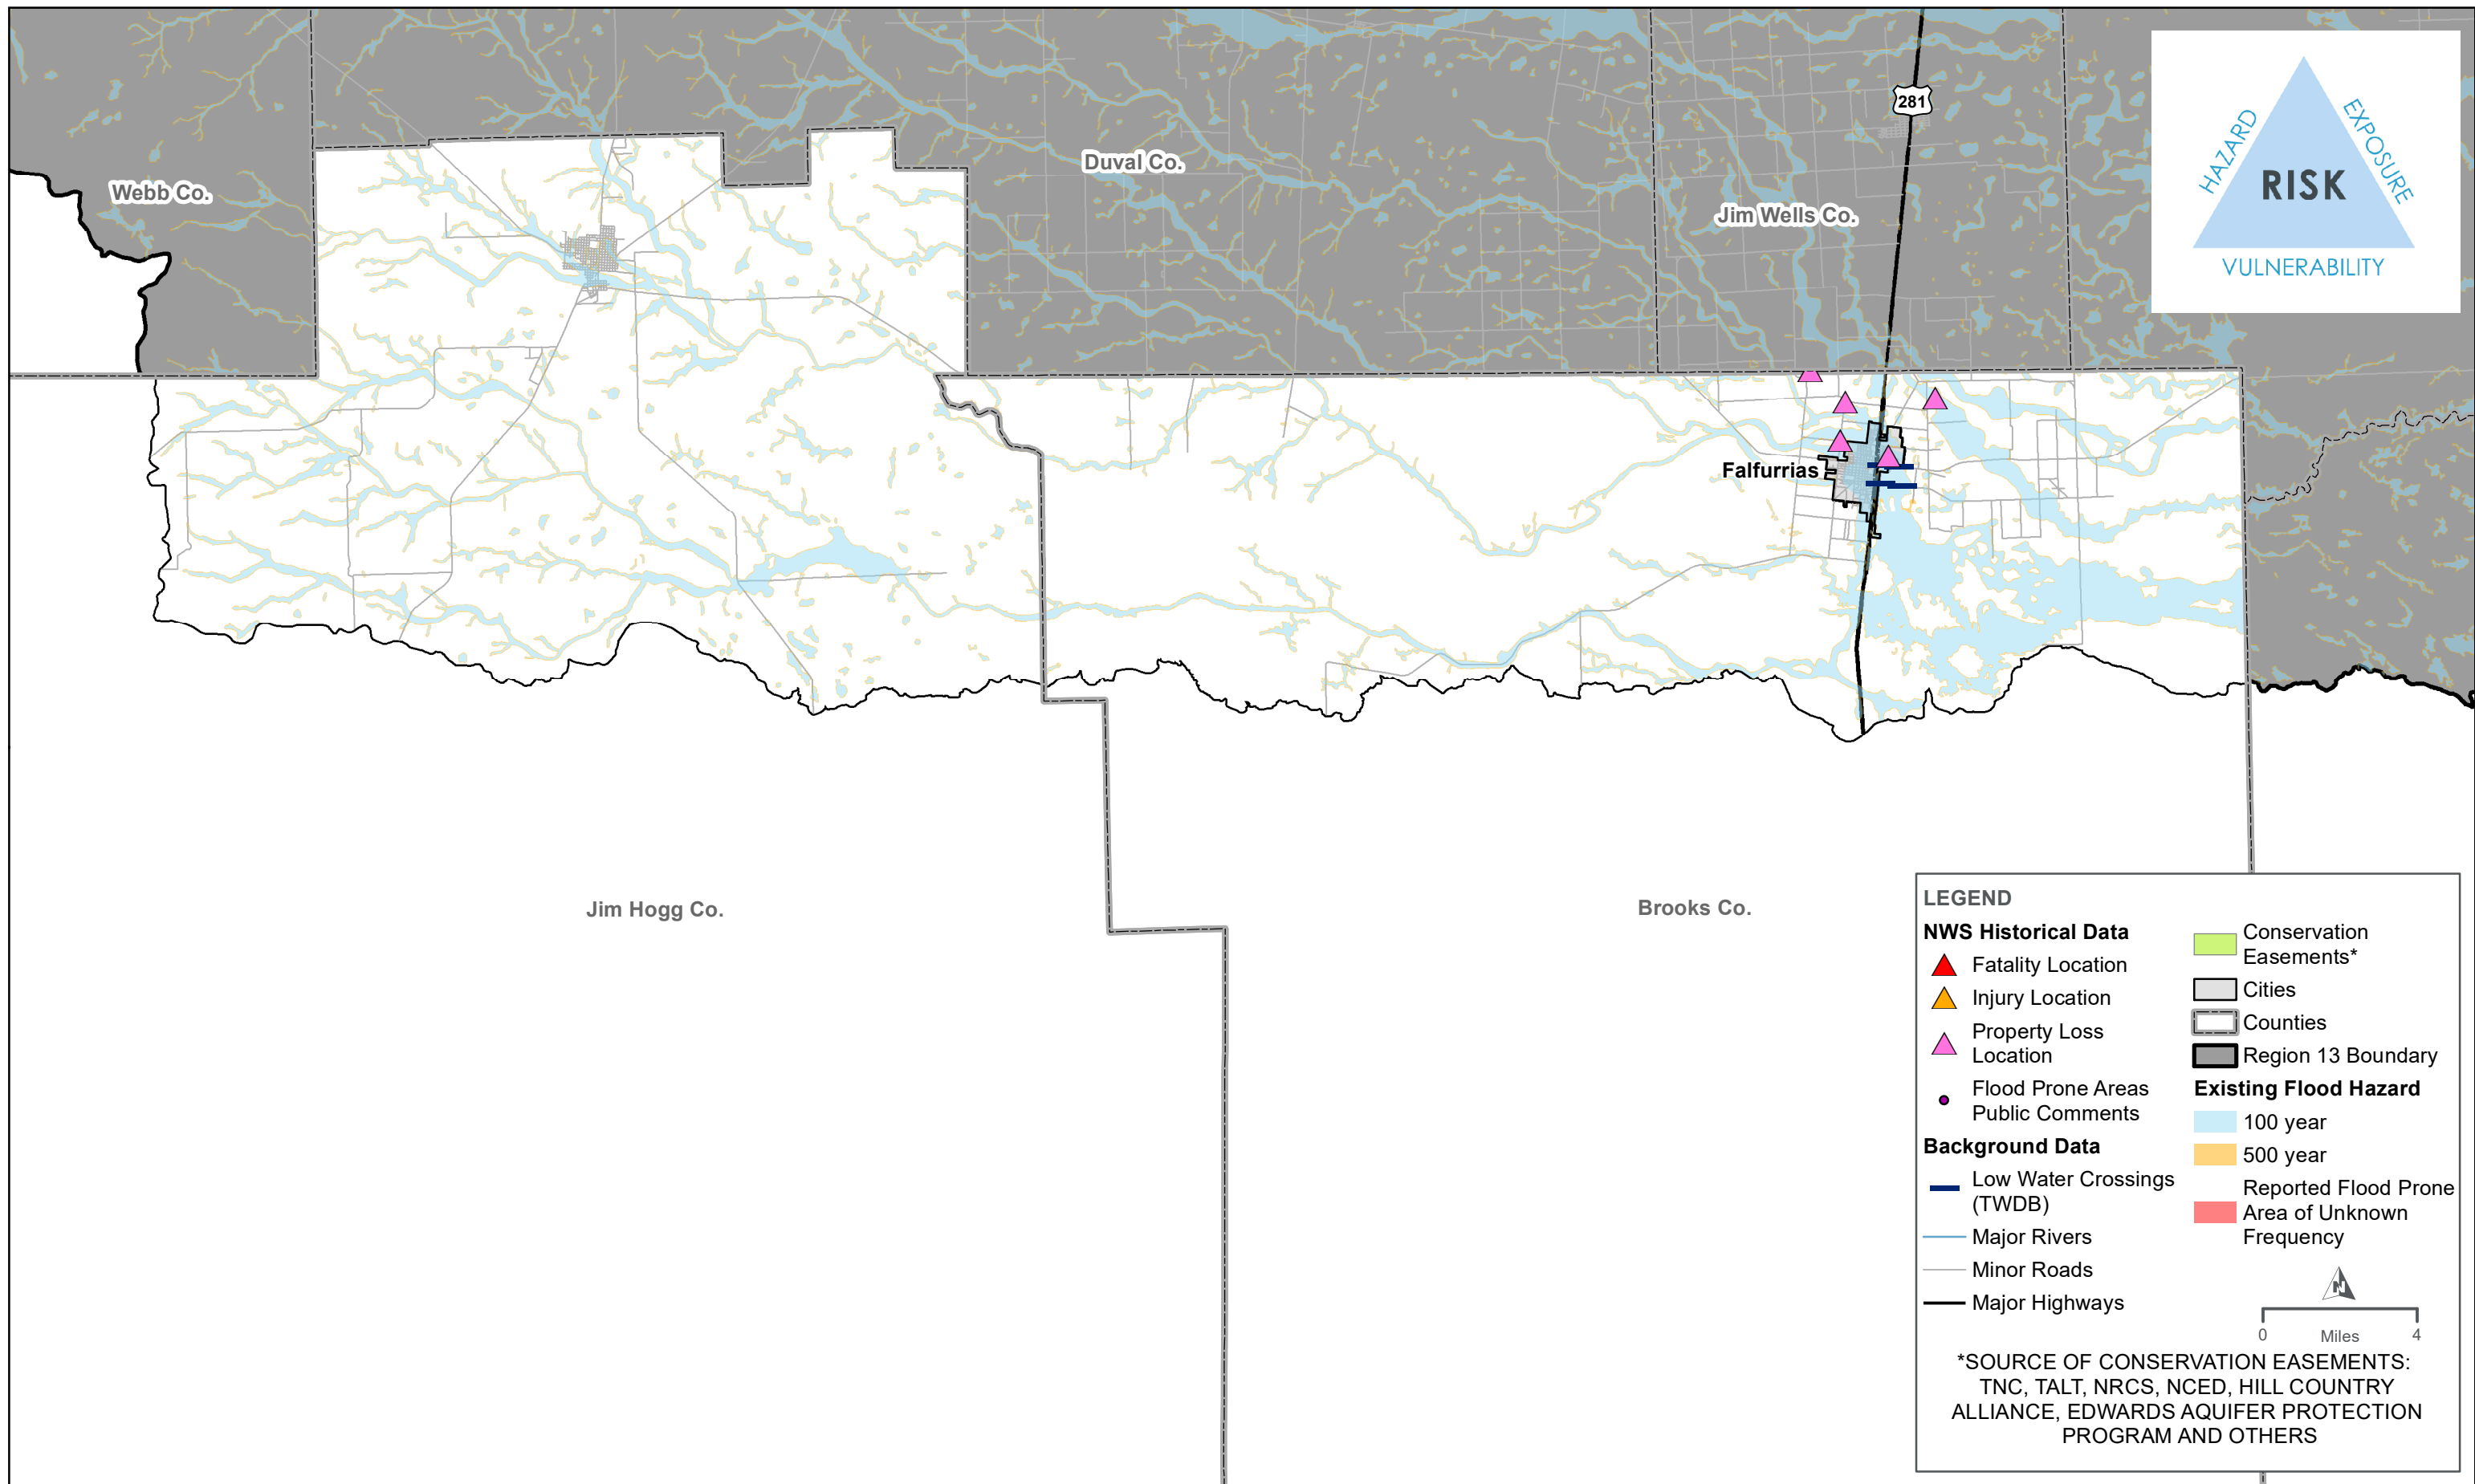 281
Webb Co.
Duval Co.
Jim Wells Co.
HAZARD
EXPOSURE
RISK
VULNERABILITY
Falfurrias
Jim Hogg Co.
Brooks Co.
LEGEND
NWS Historical Data
Fatality Location
Injury Location
Property Loss
Location
Flood Prone Areas
Public Comments
Background Data
Low Water Crossings
(TWDB)
Major Rivers
Minor Roads
Major Highways
Conservation
Easements*
Cities
Counties
Region 13 Boundary
Existing Flood Hazard
100 year
500 year
Reported Flood Prone
Area of Unknown
Frequency
N
0 Miles 4
*SOURCE OF CONSERVATION EASEMENTS:
TNC, TALT, NRCS, NCED, HILL COUNTRY
ALLIANCE, EDWARDS AQUIFER PROTECTION
PROGRAM AND OTHERS